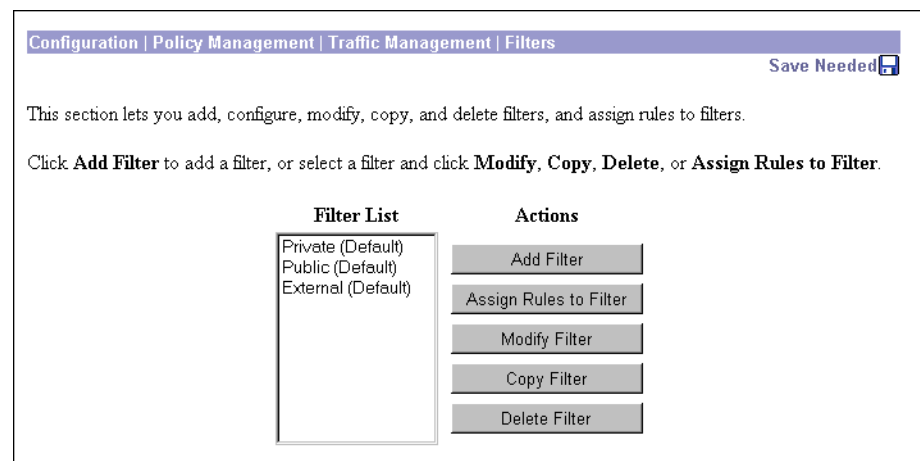 Configuration | Policy Management | Traffic Management | Filters
Save Needed
This section lets you add, configure, modify, copy, and delete filters, and assign rules to filters.
Click Add Filter to add a filter, or select a filter and click Modify, Copy, Delete, or Assign Rules to Filter.
Filter List
Private (Default)
Public (Default)
External (Default)
Actions
Add Filter
Assign Rules to Filter
Modify Filter
Copy Filter
Delete Filter